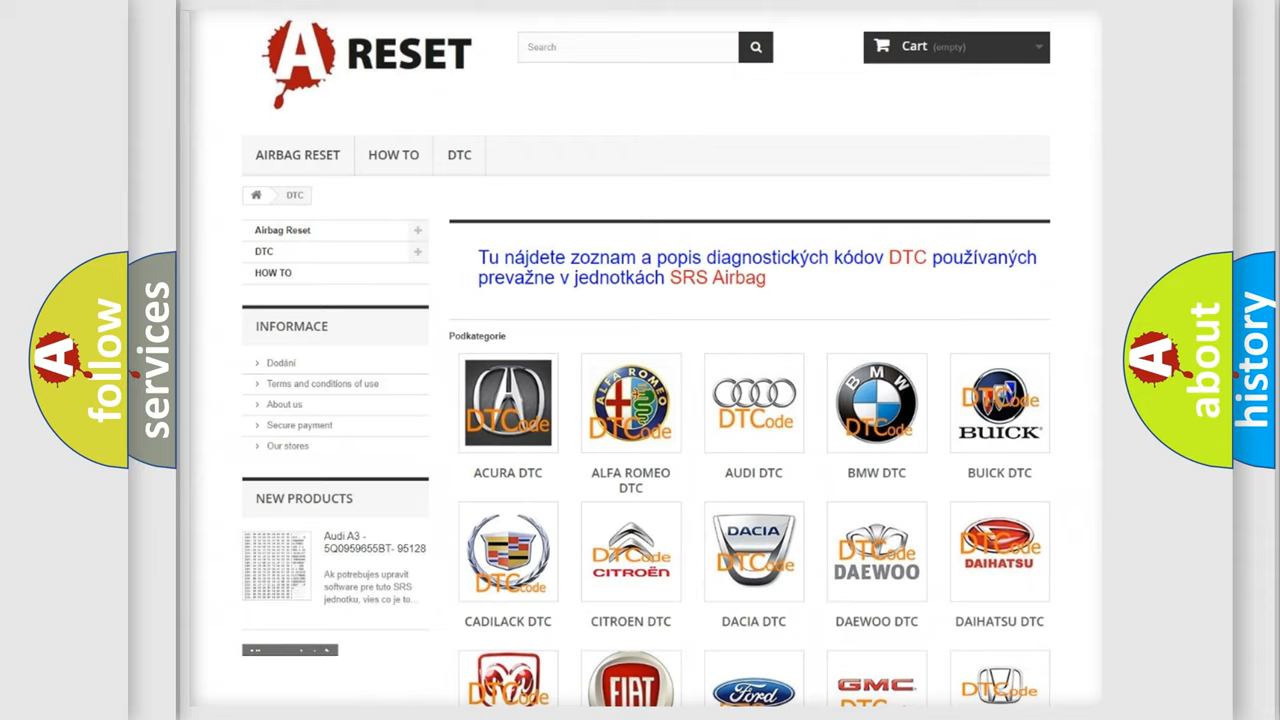 A RESET
Search
Cart (empty)
AIRBAG RESET
HOW TO
DTC
DTC
Airbag Reset
DTC
HOW TO
Tu nájdete zoznam a popis diagnostických kódov DTC používaných
prevažne v jednotkách SRS Airbag
INFORMACE
Dodání
Terms and conditions of use
About us
Secure payment
Our stores
NEW PRODUCTS
Audi A3 -
5Q0959655BT- 95128
Ak potrebujes upravit
software pre tuto SRS
jednotku, vies co je to...
Podkategorie
DTCode
ALFA ROMEO
DTCode
DTCode
BMW
DTCode
DTCode
BUICK
ACURA DTC
ALFA ROMEO
DTC
AUDI DTC
BMW DTC
BUICK DTC
DTCode
DTCode
CITROËN
DACIA
DTCode
DTCode
DAEWOO
DTCode
DAIHATSU
CADILACK DTC
CITROEN DTC
DACIA DTC
DAEWOO DTC
DAIHATSU DTC
DTCode
FIAT
Ford
GMC
DTCode
A follow
services
A about
history